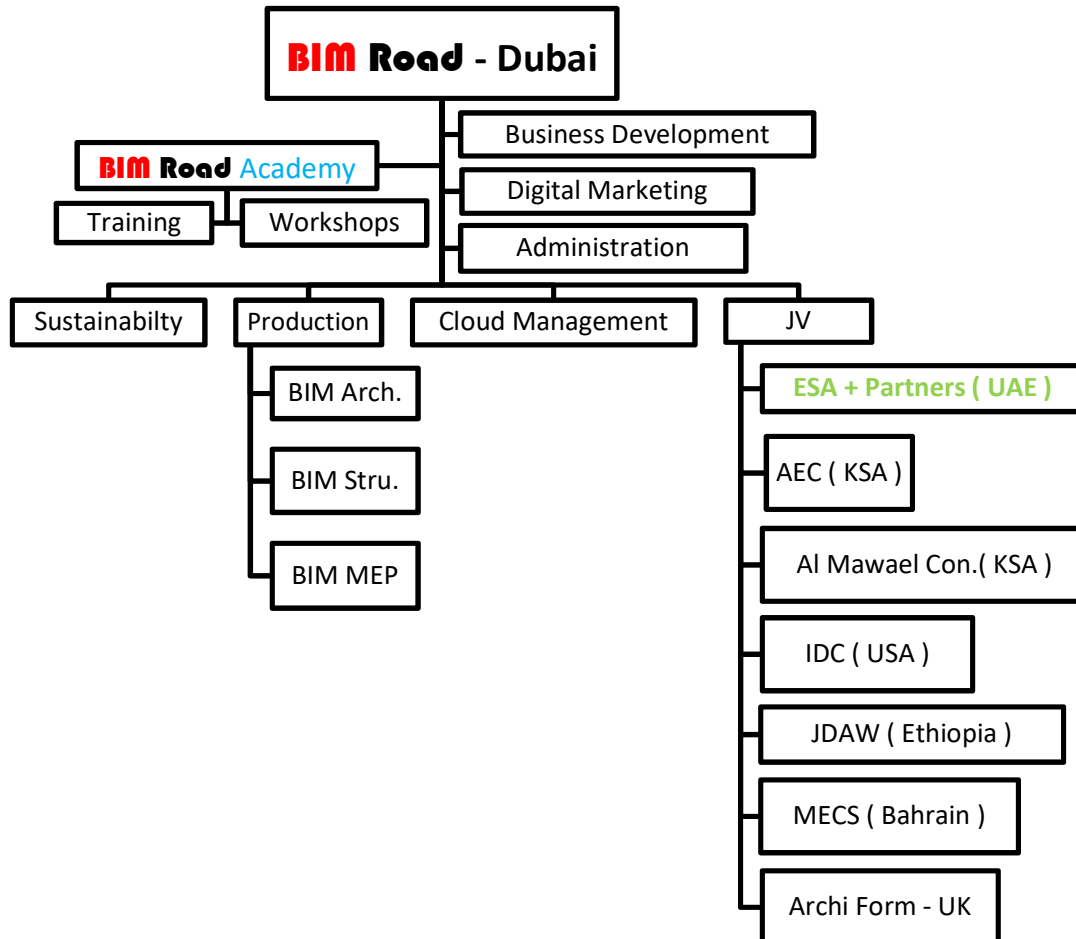 BIM Road - Dubai
Business Development
BIM Road Academy
Digital Marketing
Training
Workshops
Administration
Sustainabilty
Production
Cloud Management
JV
BIM Arch.
BIM Stru.
BIM MEP
ESA + Partners ( UAE )
AEC ( KSA )
Al Mawael Con.( KSA )
IDC ( USA )
JDAW ( Ethiopia )
MECS ( Bahrain )
Archi Form - UK